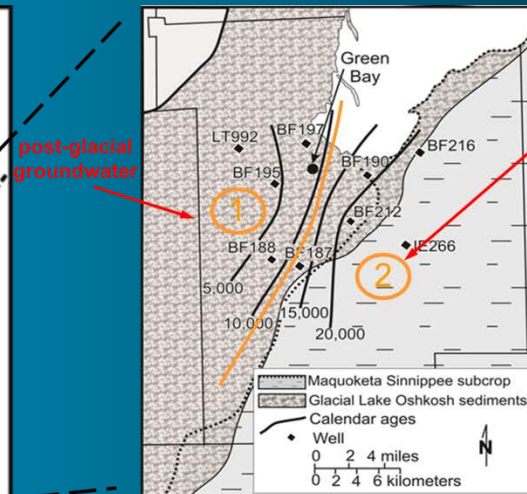 Green
Bay
post-glacial
groundwater
LT992
BF197
BF195
BF190
BF216
1
BF212
BF188
BF187
IE266
2
5,000
10,000
15,000
20,000
Maquoketa Sinnippee subcrop
Glacial Lake Oshkosh sediments
Calendar ages
Well
0 2 4 miles
0 2 4 6 kilometers
N